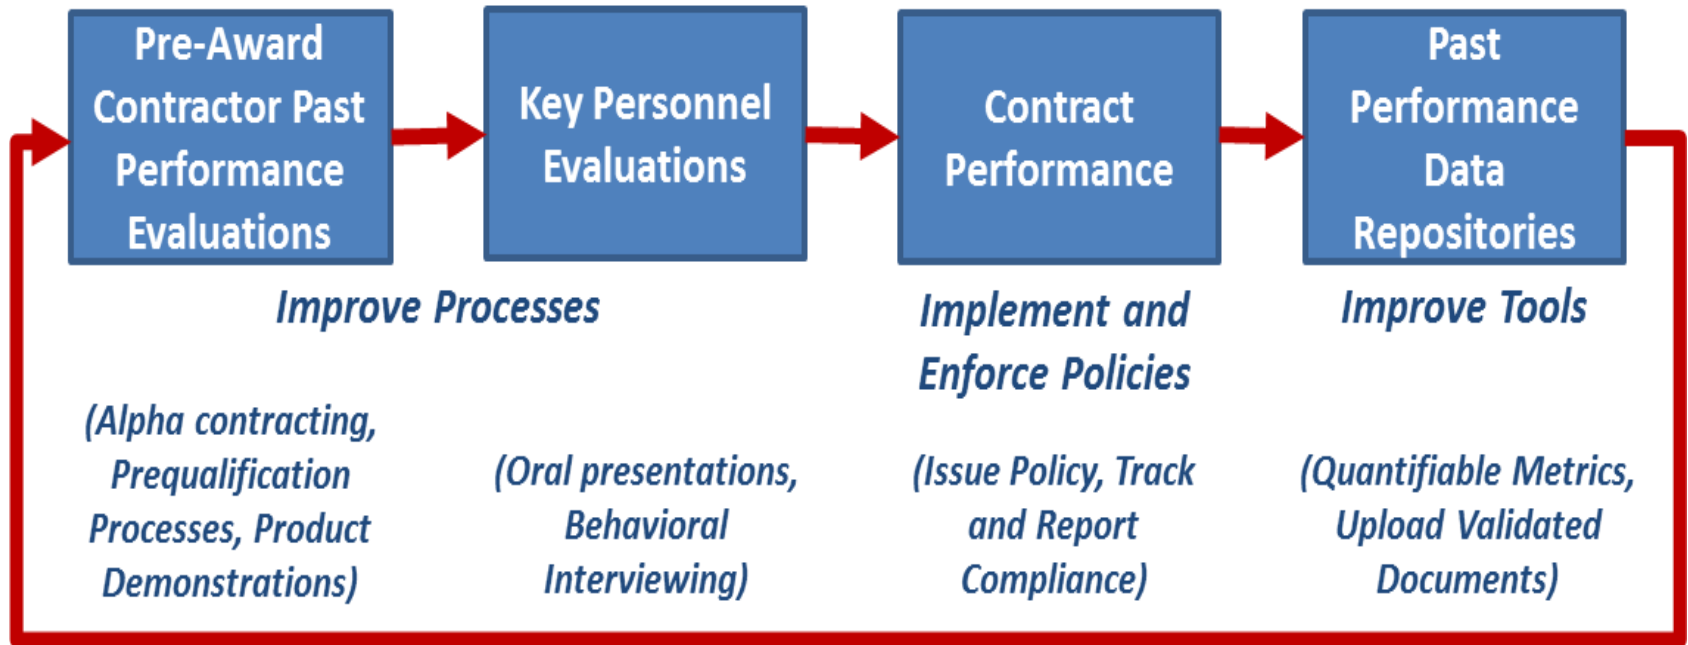 Pre-Award
Contractor Past
Performance
Evaluations
Key Personnel
Evaluations
Contract
Performance
Past
Performance
Data
Repositories
Improve Processes
Implement and
Enforce Policies
Improve Tools
(Alpha contracting,
Prequalification
Processes, Product
Demonstrations)
(Oral presentations,
Behavioral
Interviewing)
(Issue Policy, Track
and Report
Compliance)
(Quantifiable Metrics,
Upload Validated
Documents)